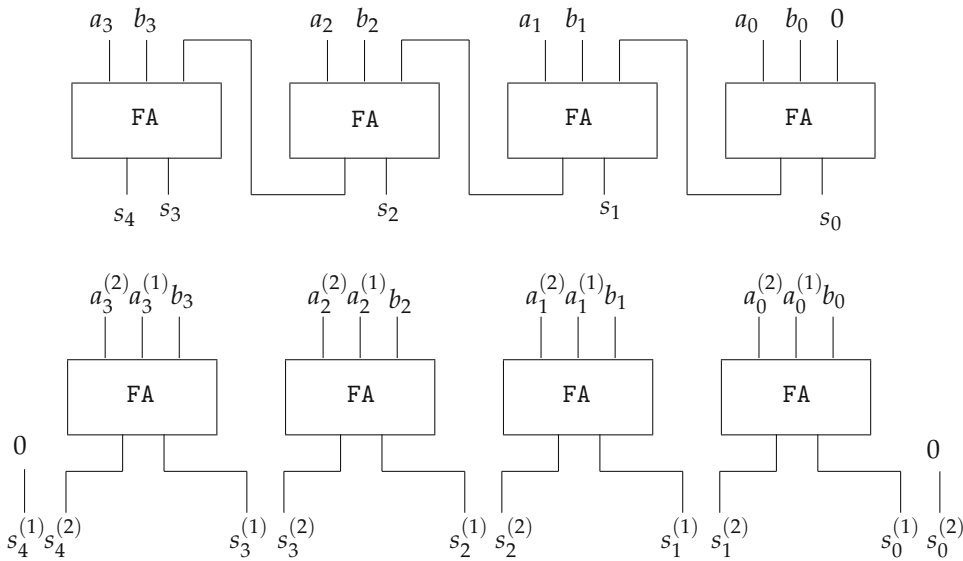 a₃ b₃ a₂ b₂ a₁ b₁ a₀ b₀ 0
FA FA FA FA
s₄ s₃ s₂ s₁ s₀
a₃⁽²⁾ a₃⁽¹⁾ b₃ a₂⁽²⁾ a₂⁽¹⁾ b₂ a₁⁽²⁾ a₁⁽¹⁾ b₁ a₀⁽²⁾ a₀⁽¹⁾ b₀
FA FA FA FA
0 0
s₄⁽¹⁾ s₄⁽²⁾ s₃⁽¹⁾ s₃⁽²⁾ s₂⁽¹⁾ s₂⁽²⁾ s₁⁽¹⁾ s₁⁽²⁾ s₀⁽¹⁾ s₀⁽²⁾